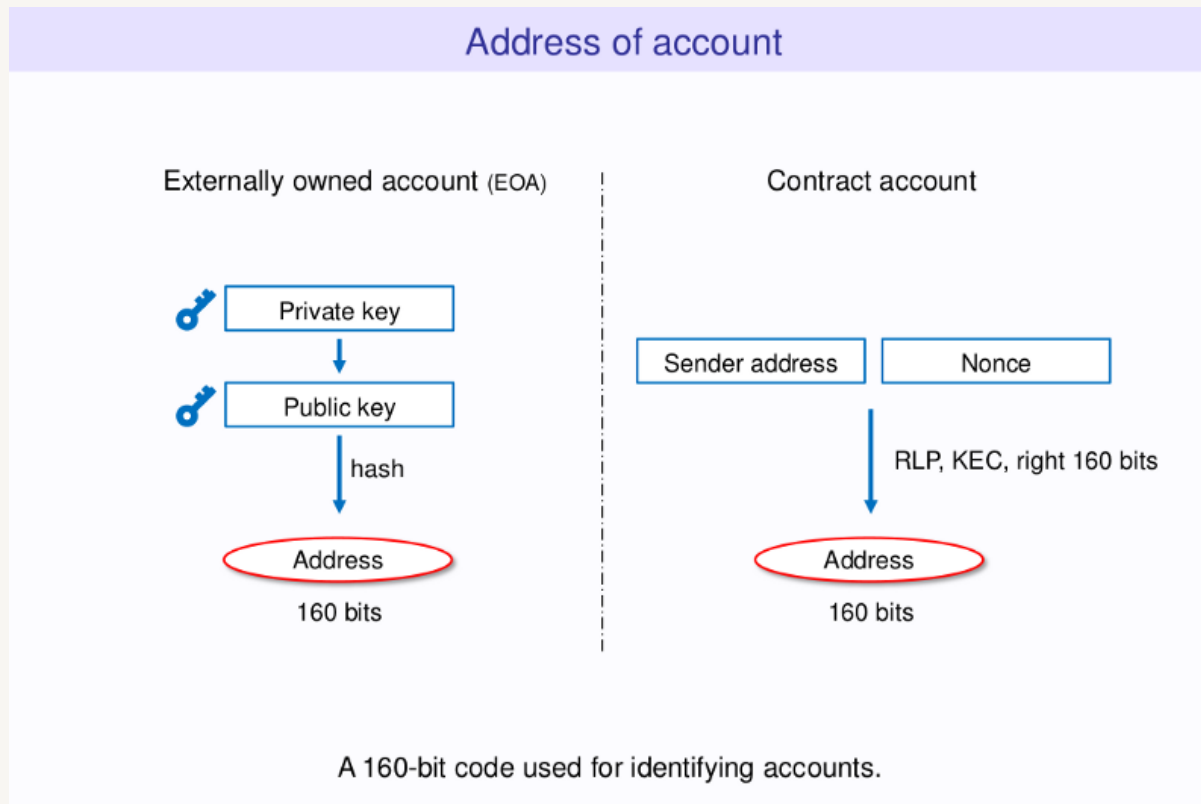 Address of account
Externally owned account (EOA)
Private key
Public key
hash
Address
160 bits
Contract account
Sender address
Nonce
RLP, KEC, right 160 bits
Address
160 bits
A 160-bit code used for identifying accounts.